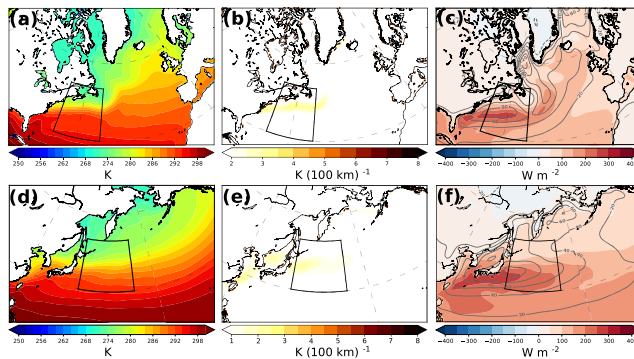 (a) (b) (c)
250 256 262 268 274 280 286 292 298
K
2 3 4 5 6 7 8
K (100 km) -1
-400 -300 -200 -100 0 100 200 300 400
W m -2
(d) (e) (f)
250 256 262 268 274 280 286 292 298
K
1 2 3 4 5 6 7 8
K (100 km) -1
-400 -300 -200 -100 0 100 200 300 400
W m -2